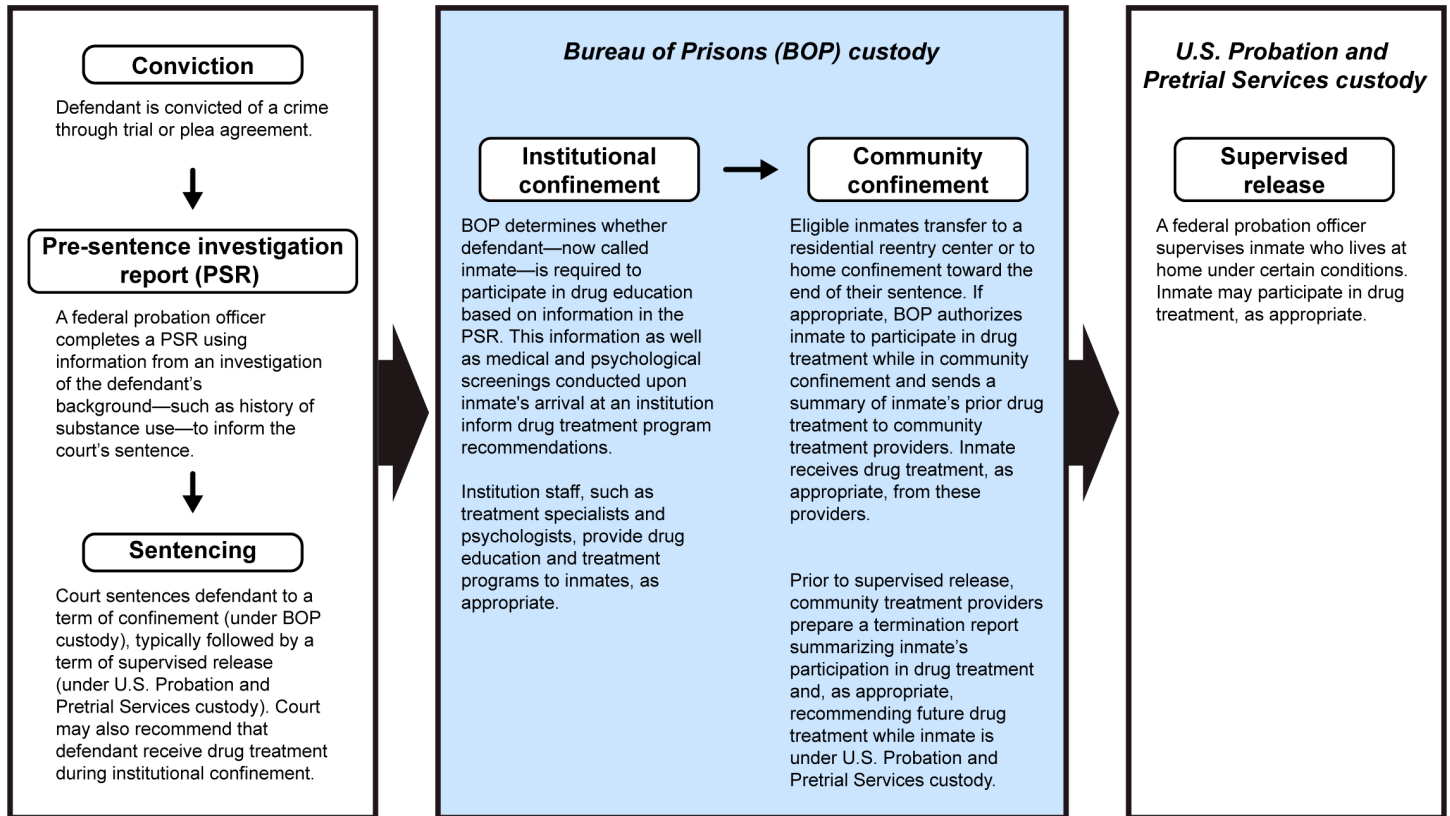 Conviction
Defendant is convicted of a crime
through trial or plea agreement.
Pre-sentence investigation
report (PSR)
A federal probation officer
completes a PSR using
information from an investigation
of the defendant’s
background—such as history of
substance use—to inform the
court’s sentence.
Sentencing
Court sentences defendant to a
term of confinement (under BOP
custody), typically followed by a
term of supervised release
(under U.S. Probation and
Pretrial Services custody). Court
may also recommend that
defendant receive drug treatment
during institutional confinement.
Bureau of Prisons (BOP) custody
Institutional
confinement
BOP determines whether
defendant—now called
inmate—is required to
participate in drug education
based on information in the
PSR. This information as well
as medical and psychological
screenings conducted upon
inmate's arrival at an institution
inform drug treatment program
recommendations.
Institution staff, such as
treatment specialists and
psychologists, provide drug
education and treatment
programs to inmates, as
appropriate.
Community
confinement
Eligible inmates transfer to a
residential reentry center or to
home confinement toward the
end of their sentence. If
appropriate, BOP authorizes
inmate to participate in drug
treatment while in community
confinement and sends a
summary of inmate’s prior drug
treatment to community
treatment providers. Inmate
receives drug treatment, as
appropriate, from these
providers.
Prior to supervised release,
community treatment providers
prepare a termination report
summarizing inmate’s
participation in drug treatment
and, as appropriate,
recommending future drug
treatment while inmate is
under U.S. Probation and
Pretrial Services custody.
U.S. Probation and
Pretrial Services custody
Supervised
release
A federal probation officer
supervises inmate who lives at
home under certain conditions.
Inmate may participate in drug
treatment, as appropriate.